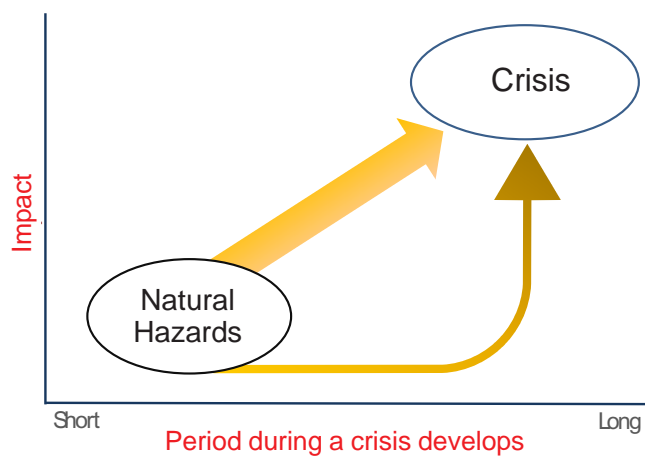 Crisis
Impact
Natural
Hazards
Short
Long
Period during a crisis develops